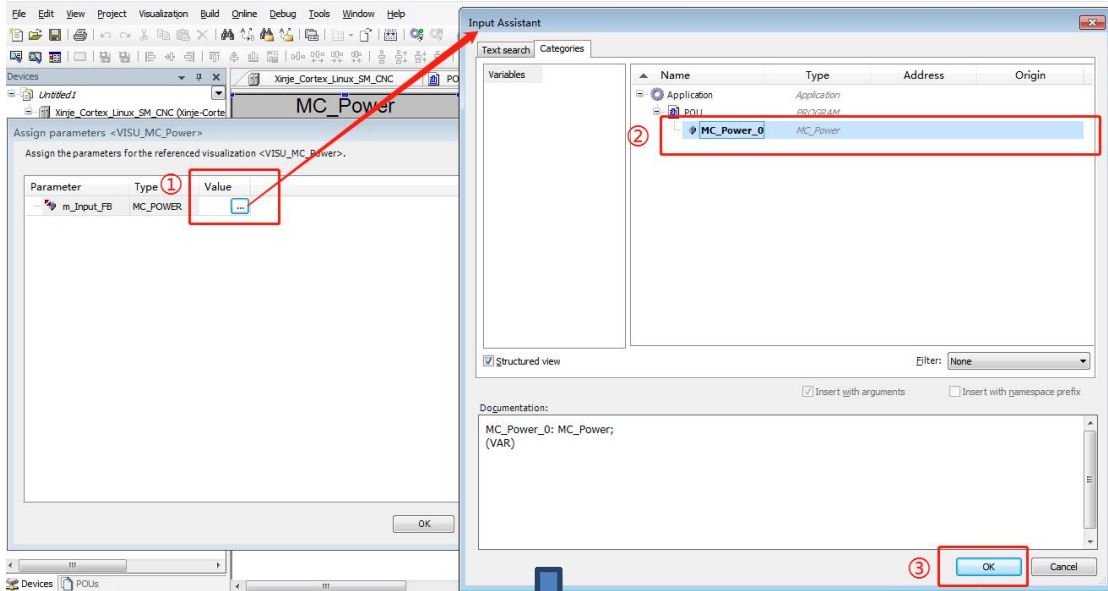 File Edit View Project Visualization Build Online Debug Tools Window Help
Devices
Untitled1
Xinje_Cortex_Linux_SM_CNC (Xinje-Corte
Xinje_Cortex_Linux_SM_CNC
PO
MC_Power
Assign parameters <VISU_MC_Power>
Assign the parameters for the referenced visualization <VISU_MC_Power>.
Parameter Type ① Value
m_Input_FB MC_POWER ...
OK
Devices POUs
Input Assistant
Text search Categories
Variables
Name Type Address Origin
Application Application
POU PROGRAM
② MC_Power_0 MC_Power
Structured view
Filter: None
Insert with arguments Insert with namespace prefix
Documentation:
MC_Power_0: MC_Power;
(VAR)
③ OK Cancel